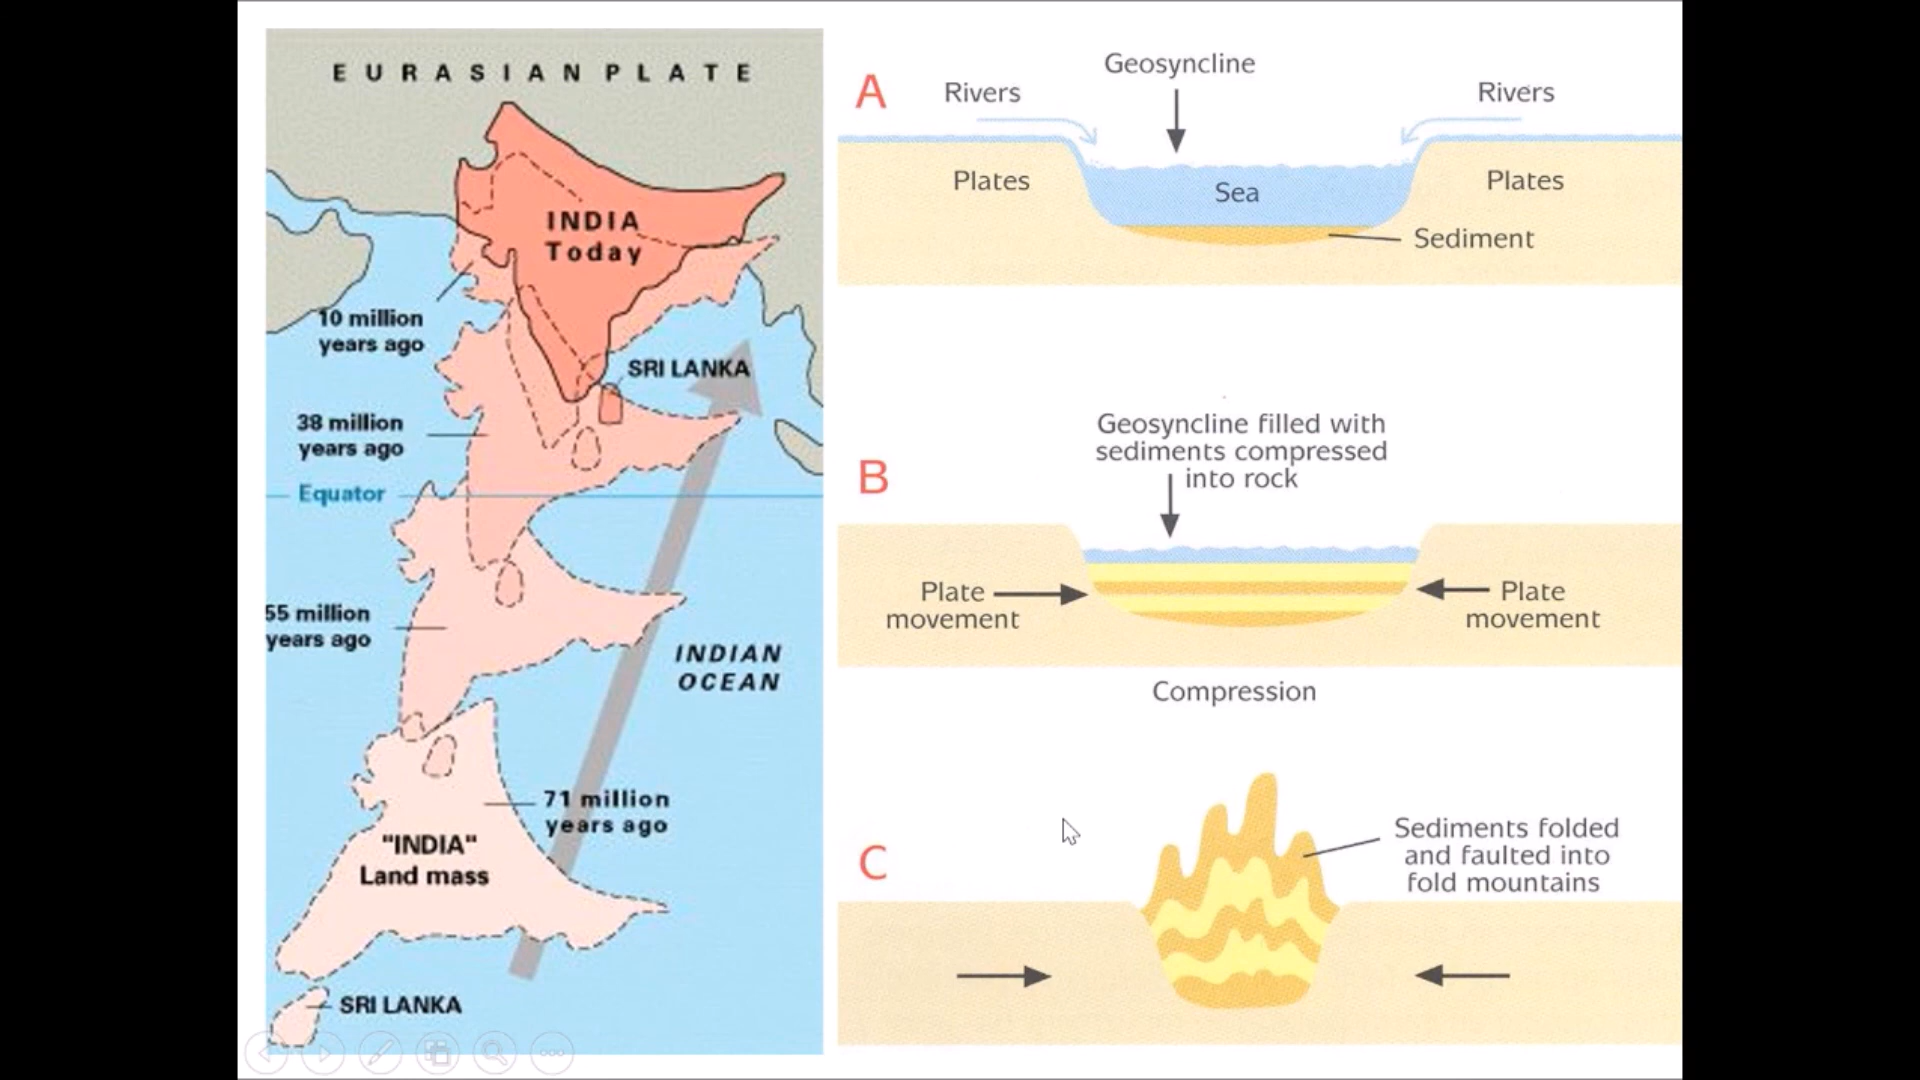 EURASIAN PLATE
INDIA
Today
10 million
years ago
SRI LANKA
38 million
years ago
Equator
55 million
years ago
INDIAN
OCEAN
71 million
years ago
"INDIA"
Land mass
SRI LANKA
A
Geosyncline
Rivers
Rivers
Plates
Sea
Plates
Sediment
B
Geosyncline filled with
sediments compressed
into rock
Plate
movement
Plate
movement
Compression
C
Sediments folded
and faulted into
fold mountains